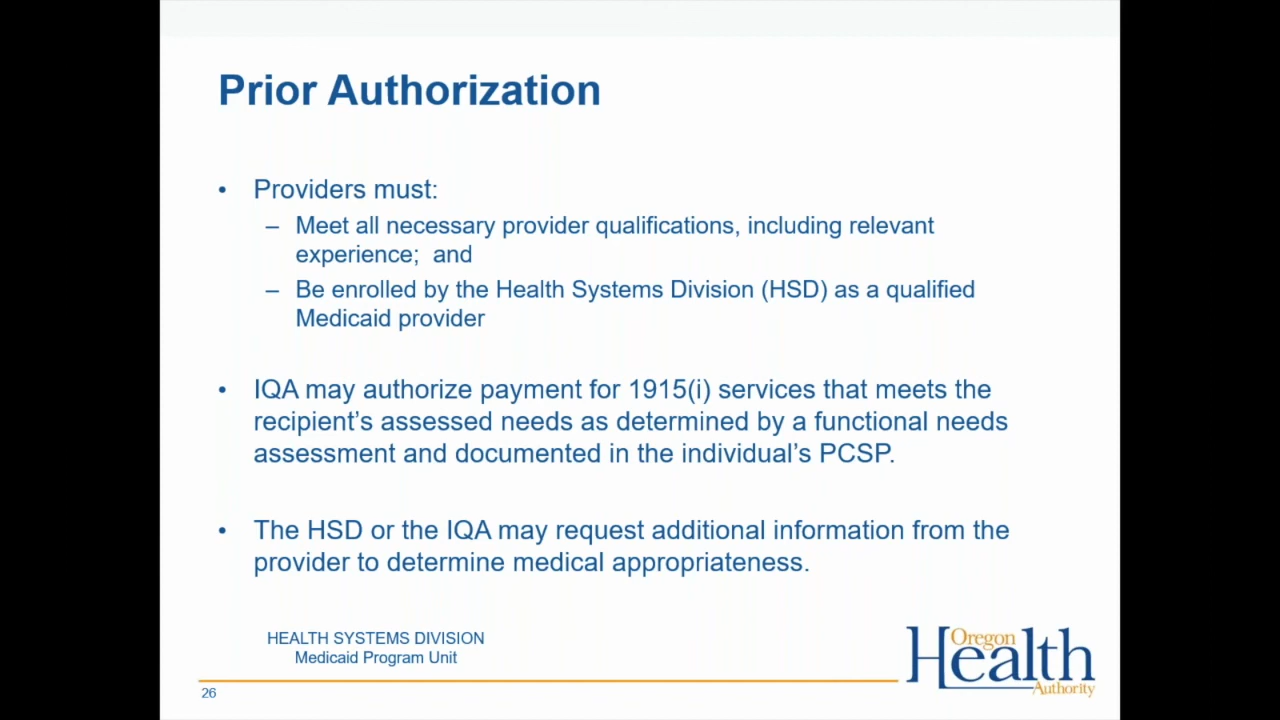 Prior Authorization
• Providers must:
– Meet all necessary provider qualifications, including relevant
experience;  and
– Be enrolled by the Health Systems Division (HSD) as a qualified
Medicaid provider
• IQA may authorize payment for 1915(i) services that meets the
recipient’s assessed needs as determined by a functional needs
assessment and documented in the individual’s PCSP.
• The HSD or the IQA may request additional information from the
provider to determine medical appropriateness.
HEALTH SYSTEMS DIVISION
Medicaid Program Unit
26
Oregon
Health
Authority